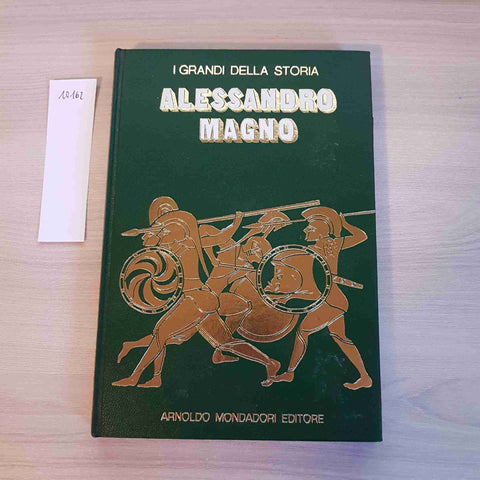 I GRANDI DELLA STORIA
ALESSANDRO
MAGNO
ARNOLDO MONDADORI EDITORE